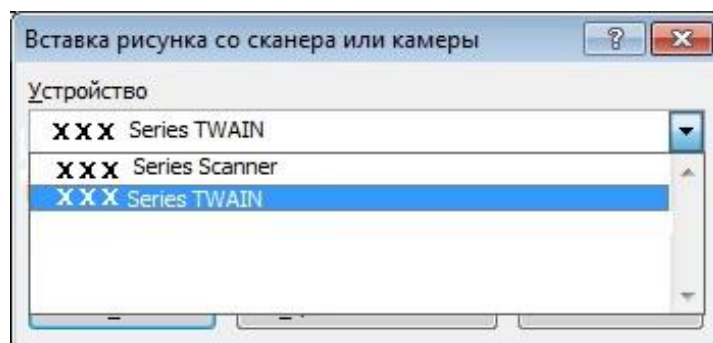 Вставка рисунка со сканера или камеры
Устройство
XXX Series TWAIN
XXX Series Scanner
XXX Series TWAIN